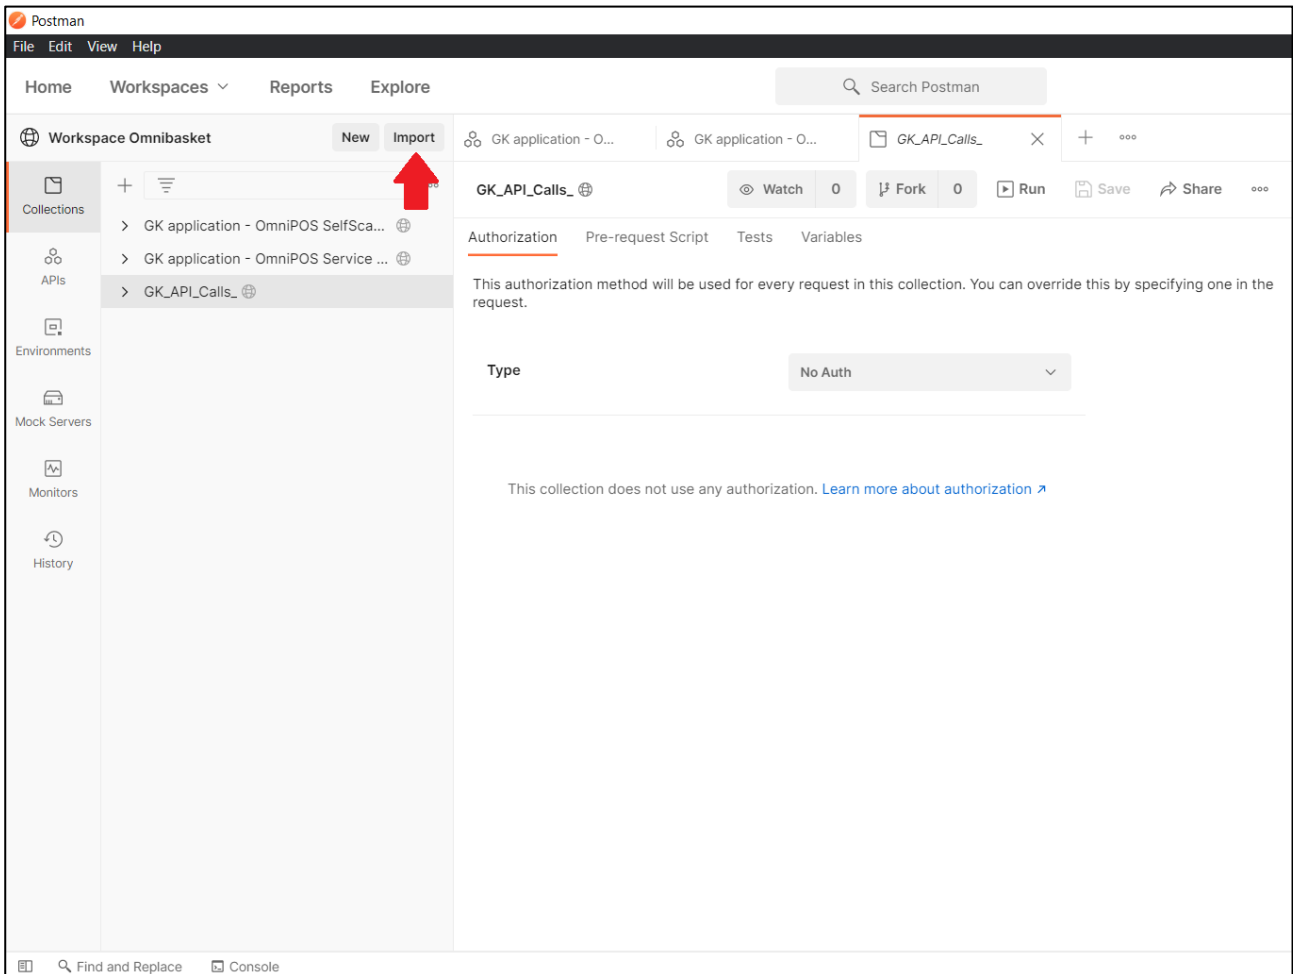 Postman
File Edit View Help
Home Workspaces Reports Explore Search Postman
Workspace Omnibasket New Import
GK application - O... GK application - O... GK_API_Calls_
GK_API_Calls_ Watch 0 Fork 0 Run Save Share
Collections
APIs
Environments
Mock Servers
Monitors
History
GK application - OmniPOS SelfSca...
GK application - OmniPOS Service ...
GK_API_Calls_
Authorization Pre-request Script Tests Variables
This authorization method will be used for every request in this collection. You can override this by specifying one in the
request.
Type No Auth
This collection does not use any authorization. Learn more about authorization
Find and Replace Console